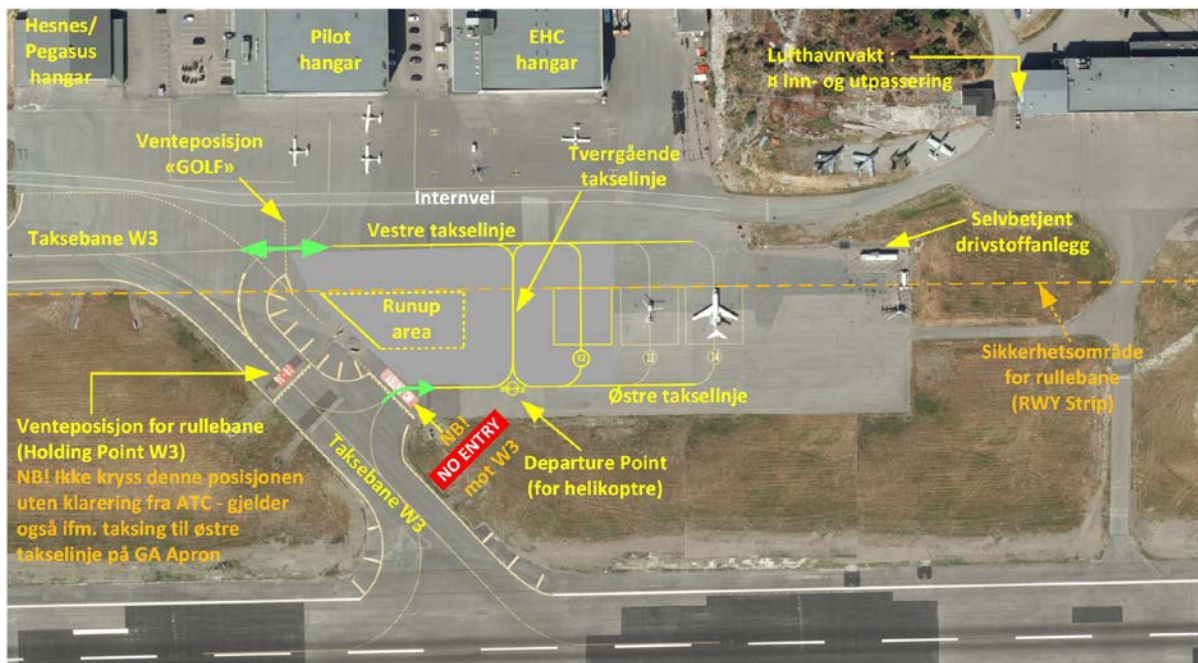 Hesnes/
Pegasus
hangar
Pilot
hangar
EHC
hangar
Lufthavnvakt :
¤ Inn- og utpassering
Venteposisjon
«GOLF»
Tverrgående
takselinje
Internvei
Taksebane W3
Vestre takselinje
Selvbetjent
drivstoffanlegg
Runup
area
32
33
34
Sikkerhetsområde
for rullebane
(RWY Strip)
Østre takselinje
Venteposisjon for rullebane
(Holding Point W3)
NB! Ikke kryss denne posisjonen
uten klarering fra ATC - gjelder
også ifm. taksing til østre
takselinje på GA Apron
NB!
NO ENTRY
mot W3
Taksebane W3
Departure Point
(for helikoptre)